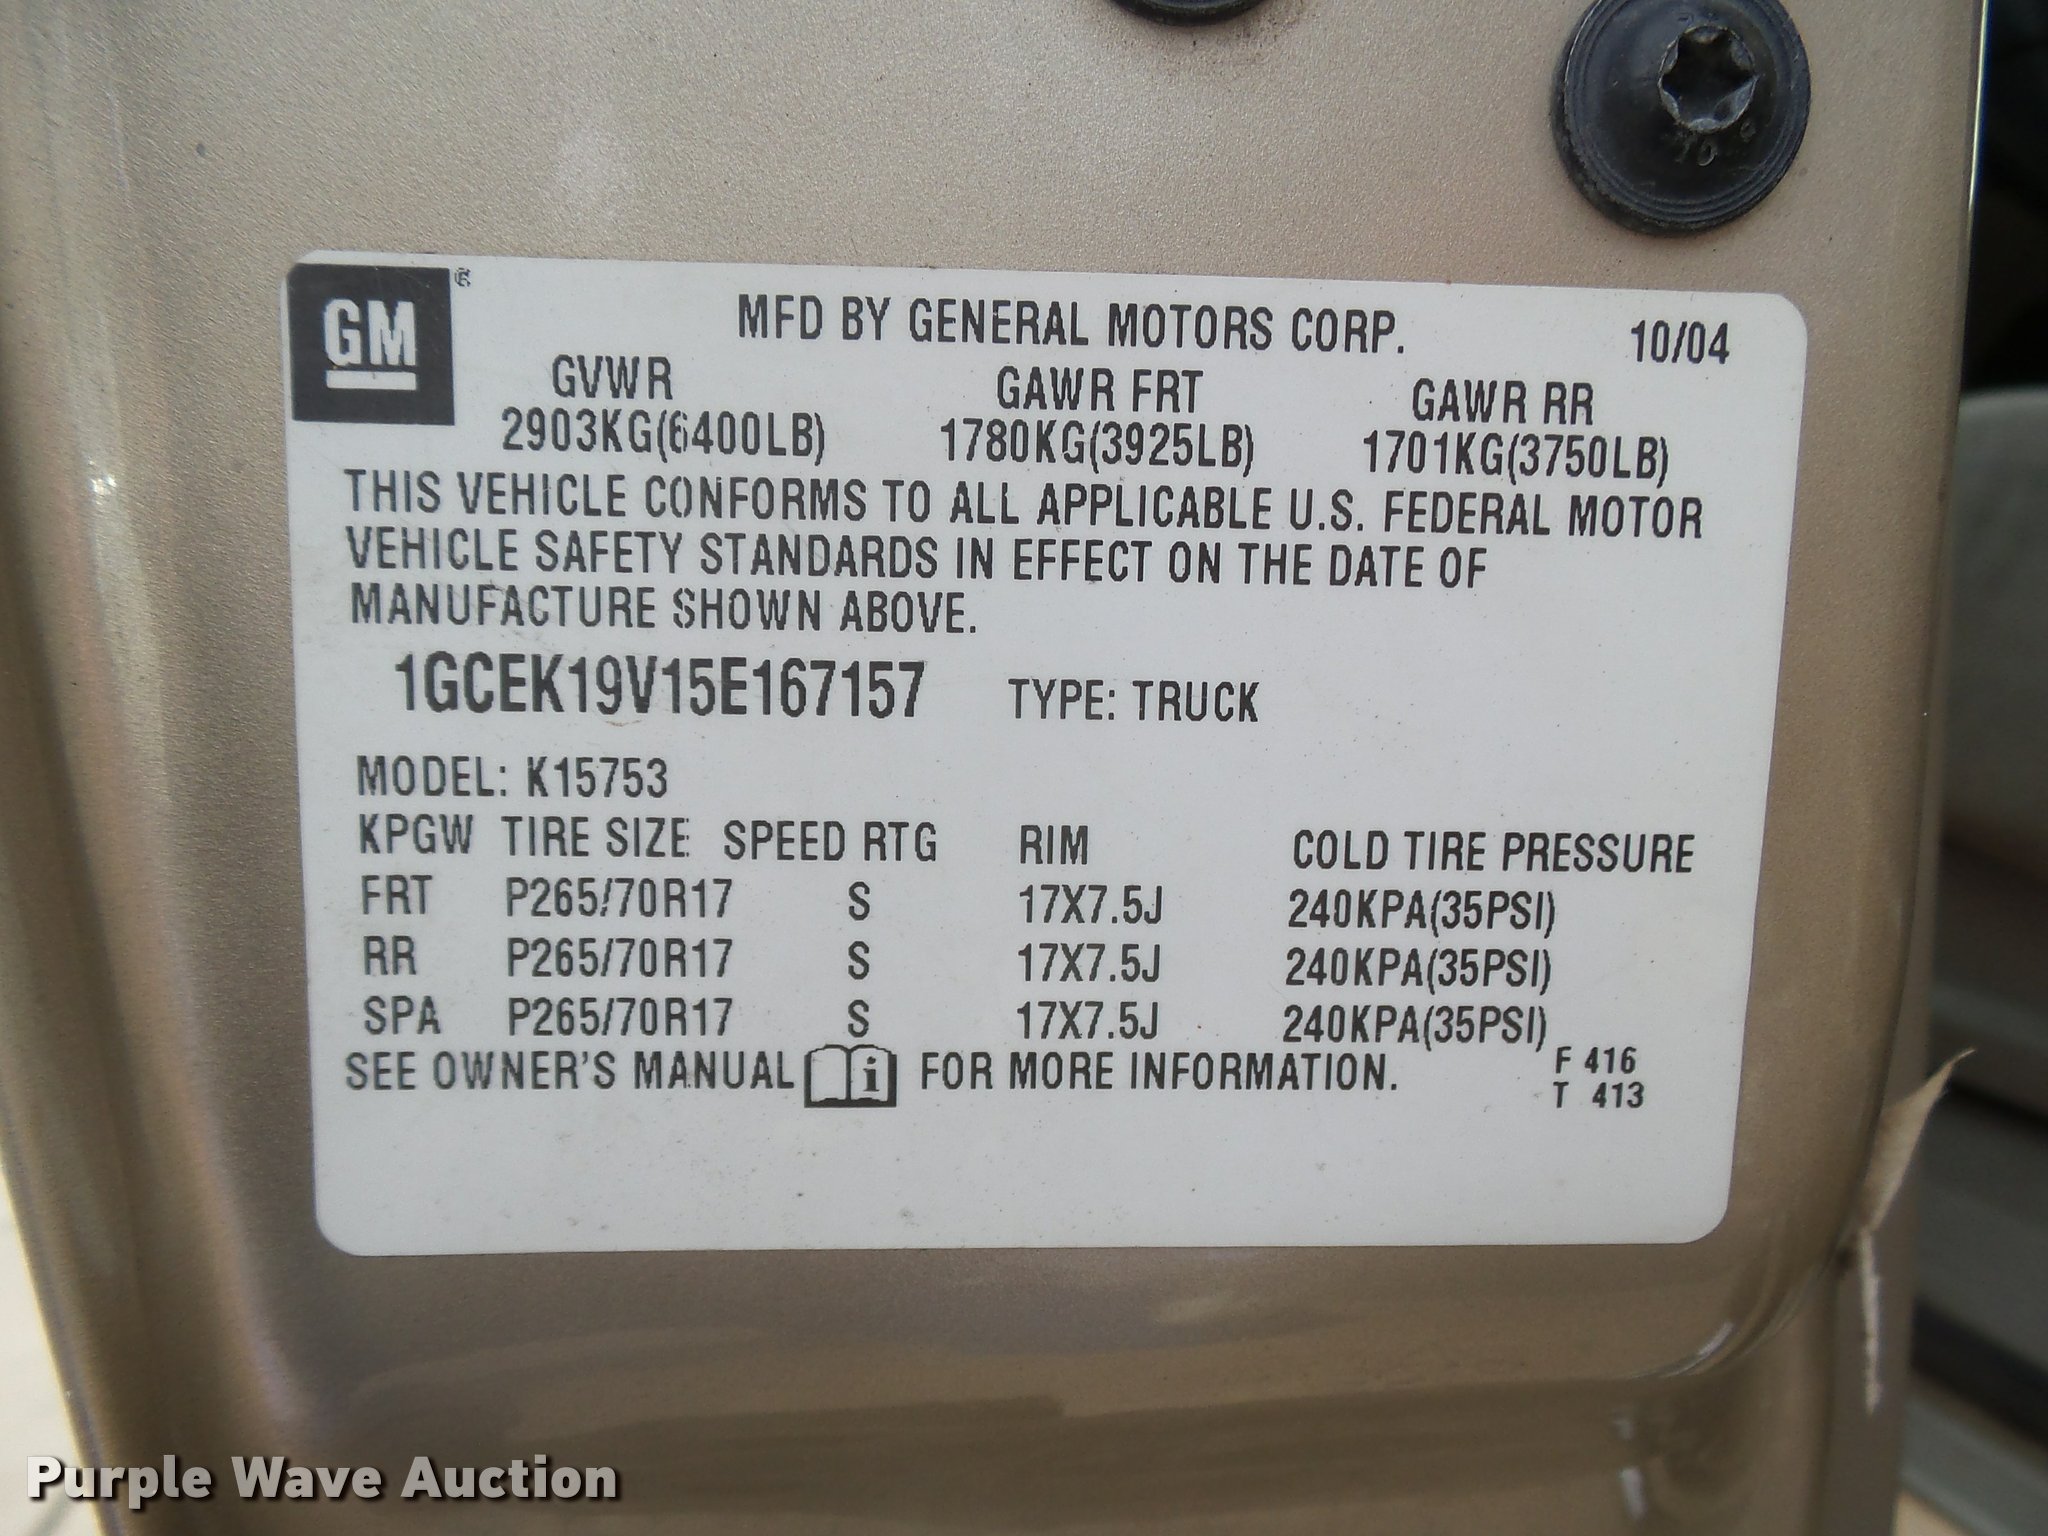 GM®
MFD BY GENERAL MOTORS CORP. 10/04
GVWR GAWR FRT GAWR RR
2903KG(6400LB) 1780KG(3925LB) 1701KG(3750LB)
THIS VEHICLE CONFORMS TO ALL APPLICABLE U.S. FEDERAL MOTOR
VEHICLE SAFETY STANDARDS IN EFFECT ON THE DATE OF
MANUFACTURE SHOWN ABOVE.
1GCEK19V15E167157 TYPE: TRUCK
MODEL: K15753
KPGW TIRE SIZE SPEED RTG RIM COLD TIRE PRESSURE
FRT P265/70R17 S 17X7.5J 240KPA(35PSI)
RR P265/70R17 S 17X7.5J 240KPA(35PSI)
SPA P265/70R17 S 17X7.5J 240KPA(35PSI)
SEE OWNER'S MANUAL i FOR MORE INFORMATION.
F 416
T 413
Purple Wave Auction